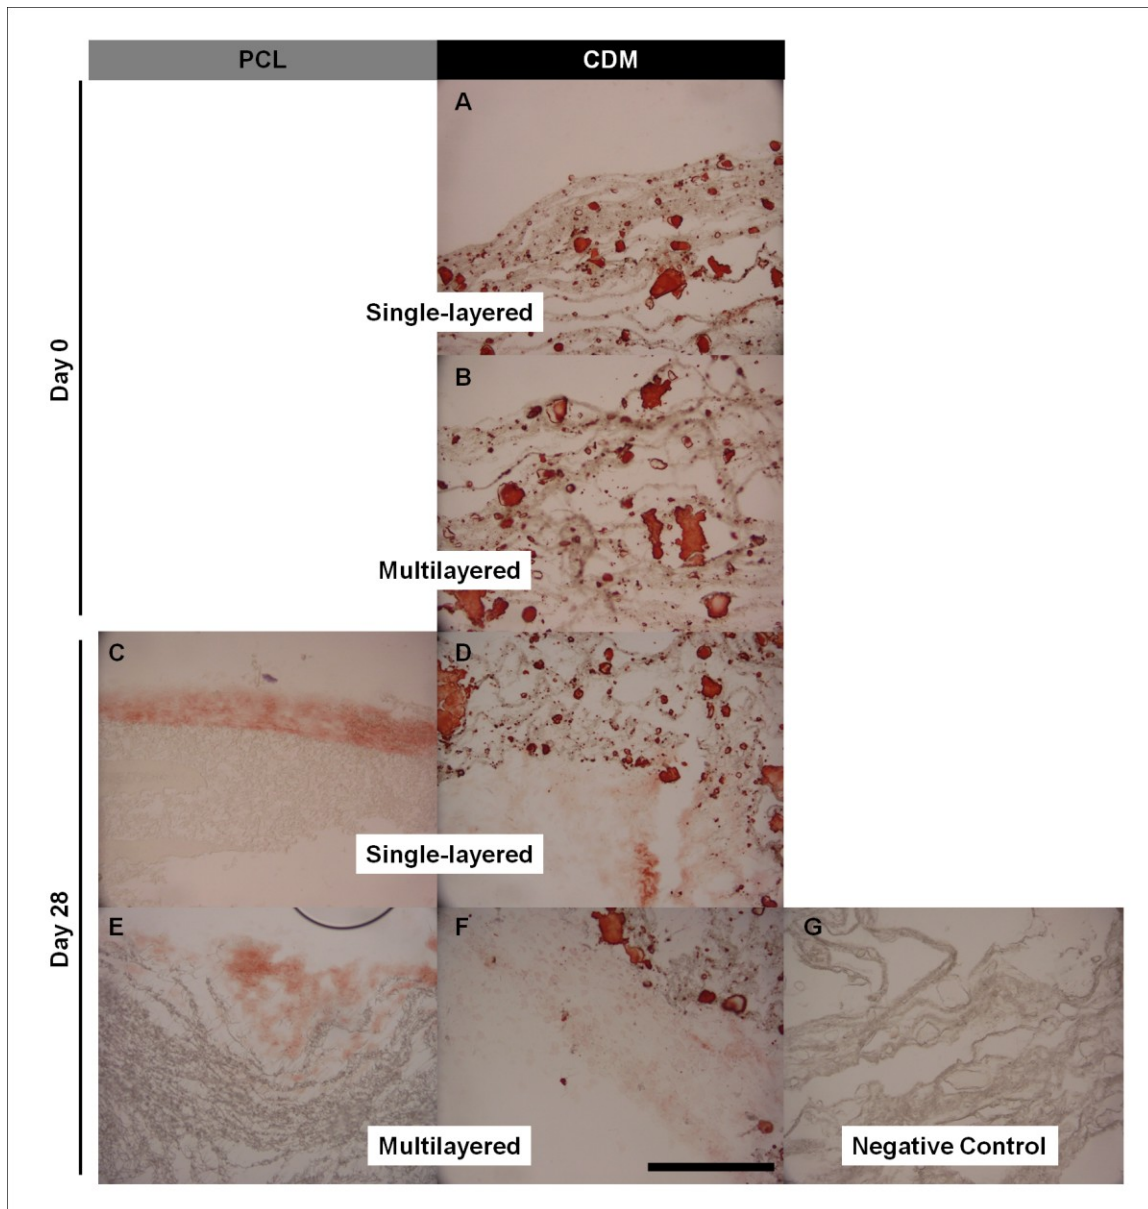 PCL
CDM
A
Single-layered
B
Multilayered
Day 0
C
D
Single-layered
E
F
G
Multilayered
Negative Control
Day 28